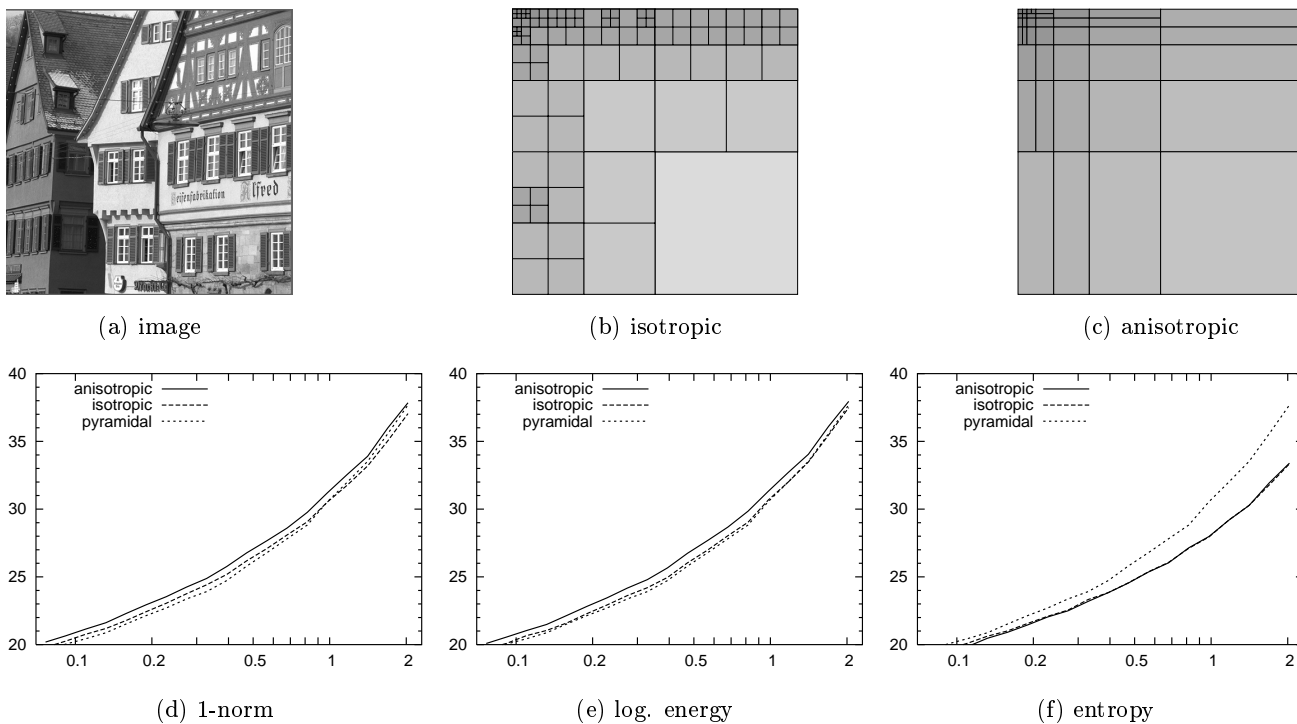 eifenfabrikation
Alfred
(a) image
(b) isotropic
(c) anisotropic
40
35
30
25
20
anisotropic
isotropic
pyramidal
0.1
0.2
0.5
1
2
(d) 1-norm
40
35
30
25
20
anisotropic
isotropic
pyramidal
0.1
0.2
0.5
1
2
(e) log. energy
40
35
30
25
20
anisotropic
isotropic
pyramidal
0.1
0.2
0.5
1
2
(f) entropy